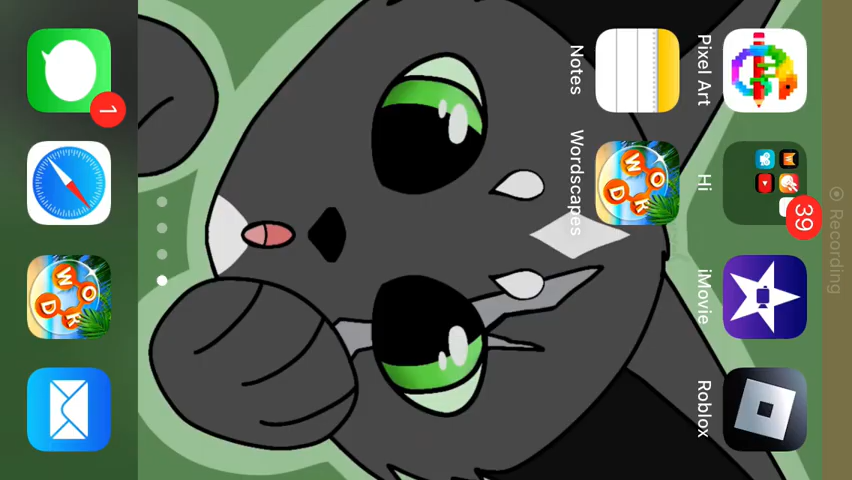 Recording
Pixel Art
Hi
39
iMovie
Roblox
Notes
Wordscapes
W O R D
1
W O R D